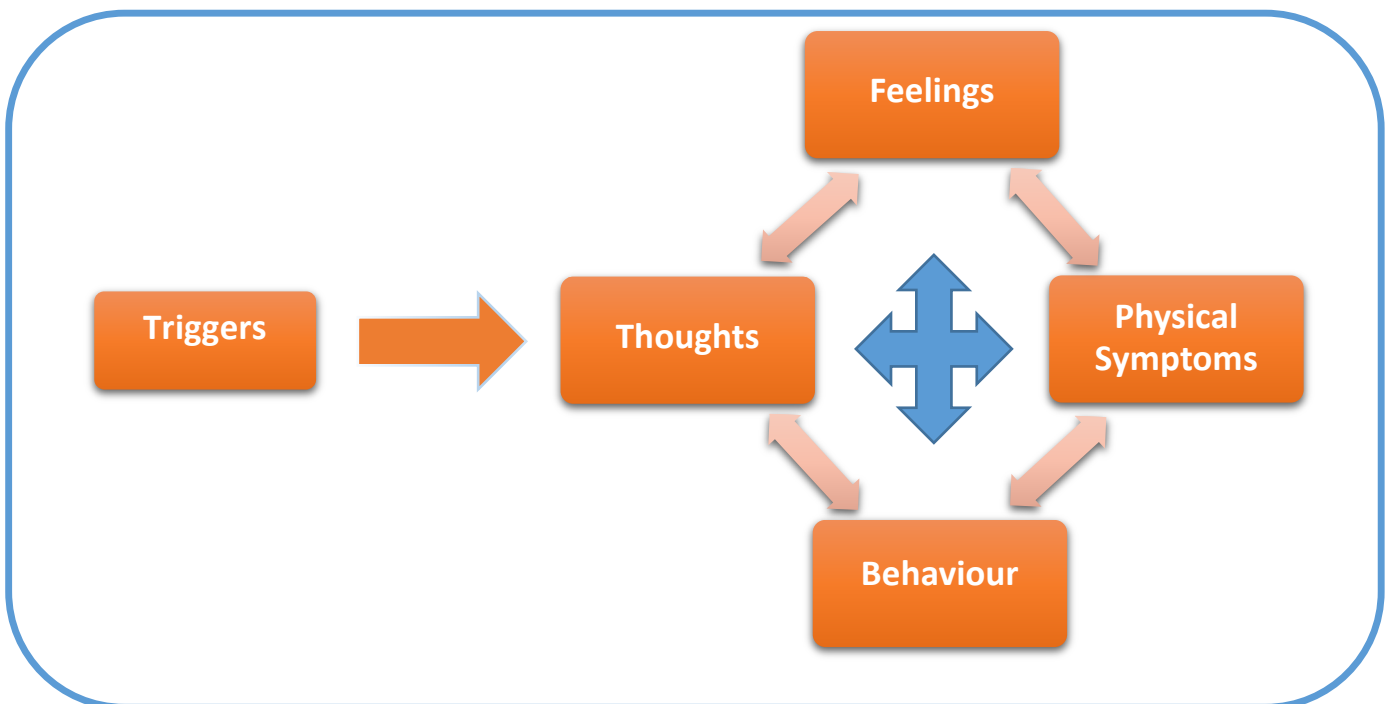 Feelings
Triggers
Thoughts
Physical
Symptoms
Behaviour